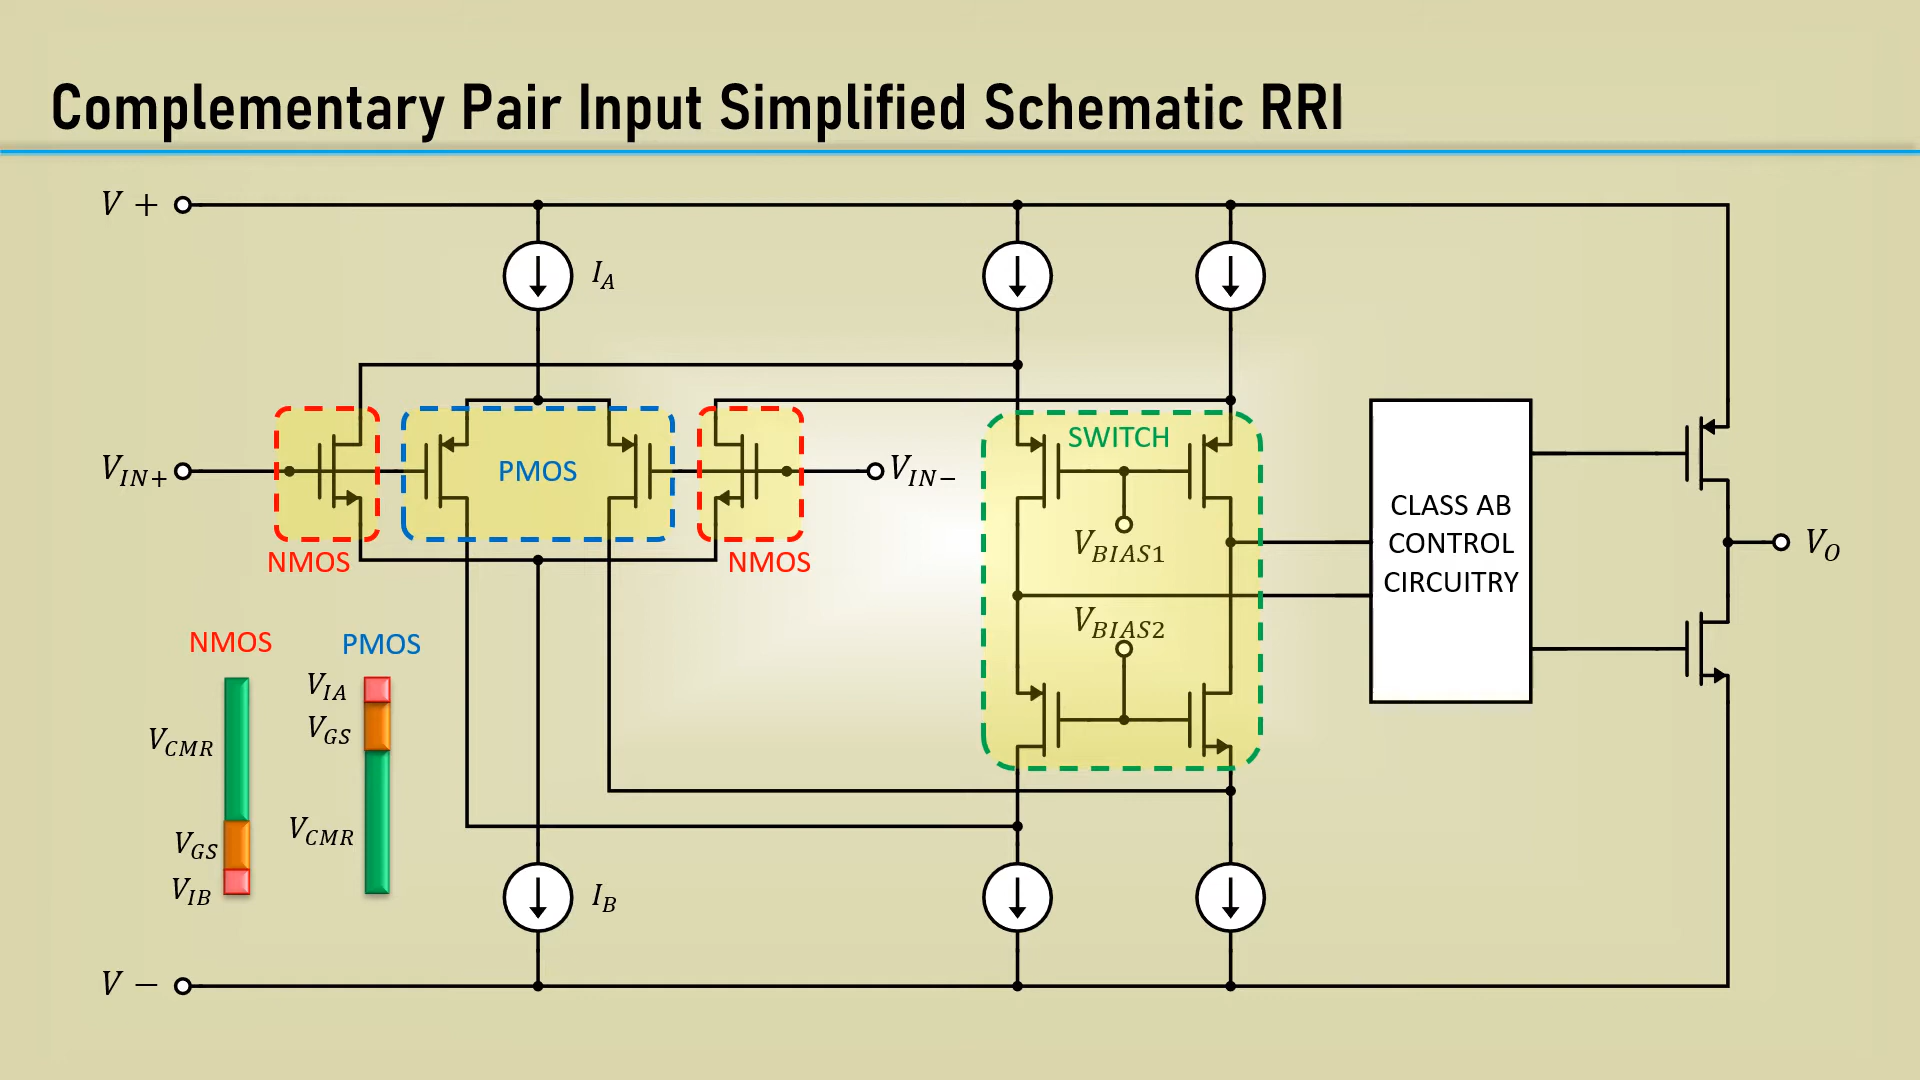 Complementary Pair Input Simplified Schematic RRI
V +
I_A
V_IN+
PMOS
V_IN−
NMOS
NMOS
SWITCH
V_BIAS1
V_BIAS2
CLASS AB
CONTROL
CIRCUITRY
V_O
NMOS
PMOS
V_IA
V_GS
V_CMR
V_CMR
V_GS
V_IB
I_B
V −